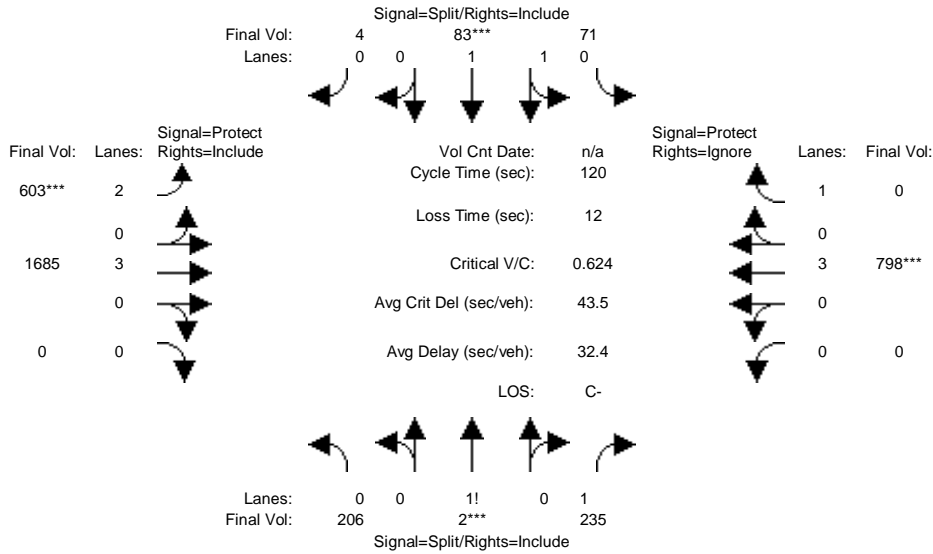 Signal=Split/Rights=Include
Final Vol: 4 83*** 71
Lanes: 0 0 1 1 0
Signal=Protect
Final Vol: Lanes: Rights=Include
Vol Cnt Date: n/a
Signal=Protect
Rights=Ignore Lanes: Final Vol:
Cycle Time (sec): 120
603*** 2
1 0
Loss Time (sec): 12
0
0
1685 3
Critical V/C: 0.624
3 798***
0
Avg Crit Del (sec/veh): 43.5
0
0 0
Avg Delay (sec/veh): 32.4
0 0
LOS: C-
Lanes: 0 0 1! 0 1
Final Vol: 206 2*** 235
Signal=Split/Rights=Include